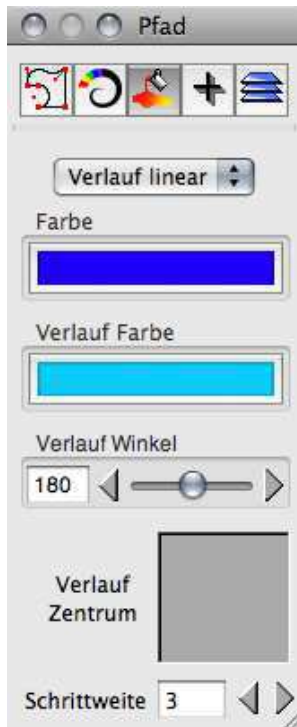 Pfad
Verlauf linear
Farbe
Verlauf Farbe
Verlauf Winkel
180
Verlauf
Zentrum
Schrittweite 3